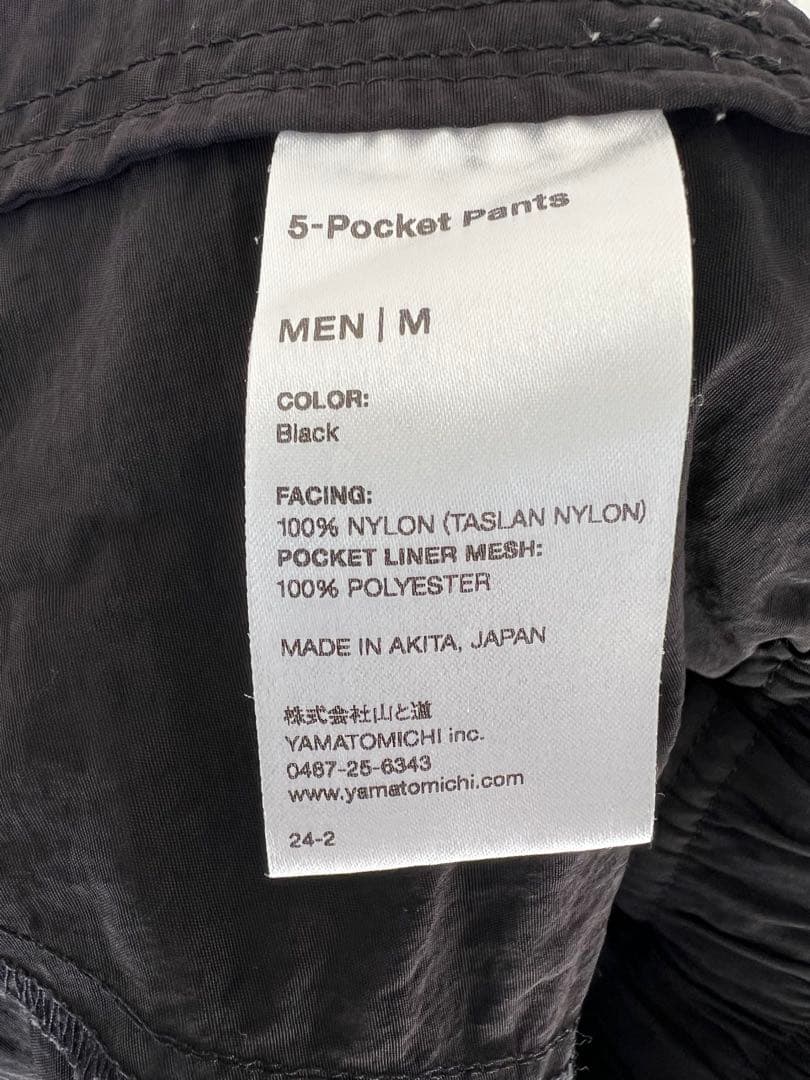 5-Pocket Pants
MEN | M
COLOR:
Black
FACING:
100% NYLON (TASLAN NYLON)
POCKET LINER MESH:
100% POLYESTER
MADE IN AKITA, JAPAN
株式会社山と道
YAMATOMICHI inc.
0467-25-6343
www.yamatomichi.com
24-2